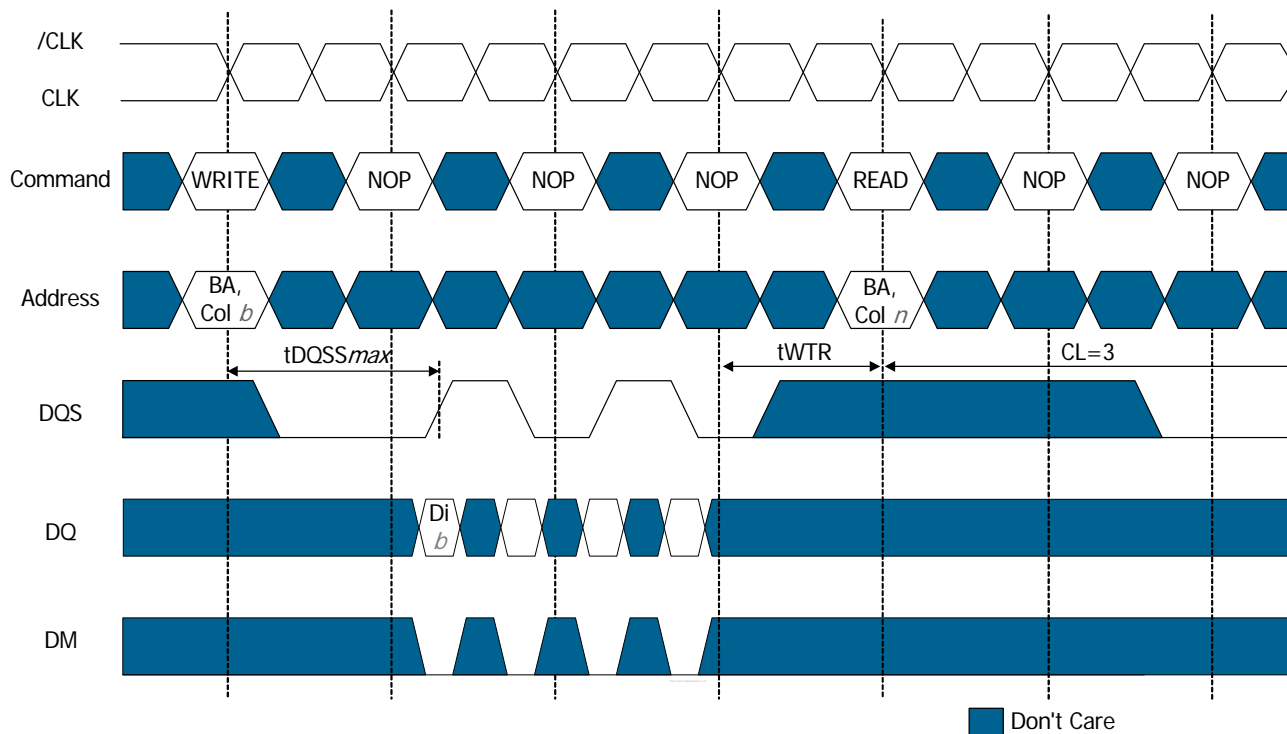 /CLK
CLK
Command
WRITE
NOP
NOP
NOP
READ
NOP
NOP
Address
BA,
Col b
BA,
Col n
tDQSSmax
tWTR
CL=3
DQS
DQ
Di
b
DM
Don't Care